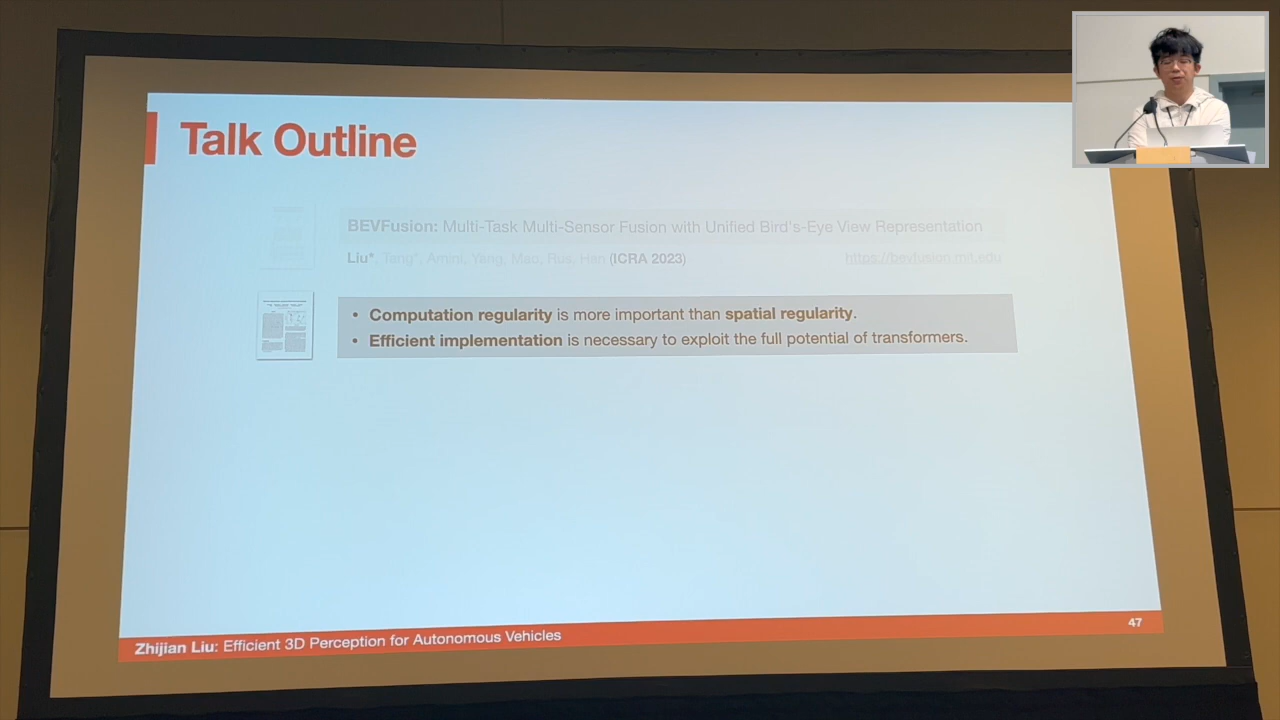 Talk Outline
BEVFusion: Multi-Task Multi-Sensor Fusion with Unified Bird's-Eye View Representation
Liu*, Tang*, Amini, Yang, Mao, Rus, Han (ICRA 2023)
https://bevfusion.mit.edu
• Computation regularity is more important than spatial regularity.
• Efficient implementation is necessary to exploit the full potential of transformers.
Zhijian Liu: Efficient 3D Perception for Autonomous Vehicles
47